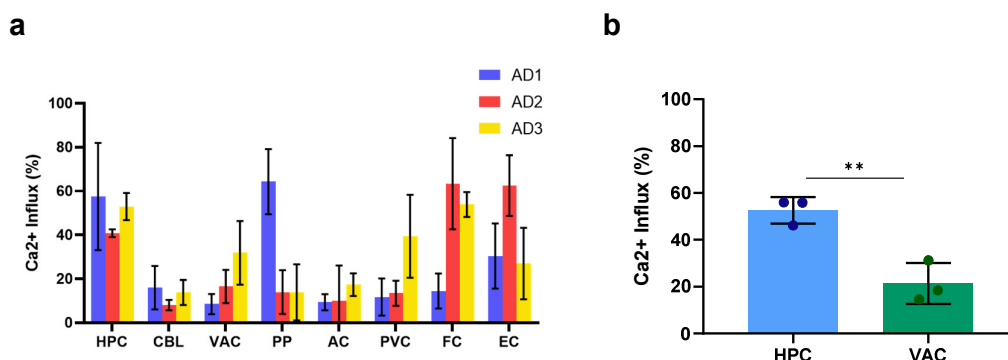 a
AD1
AD2
AD3
Ca2+ Influx (%)
100
80
60
40
20
0
HPC CBL VAC PP AC PVC FC EC
b
Ca2+ Influx (%)
100
80
60
40
20
0
**
HPC VAC